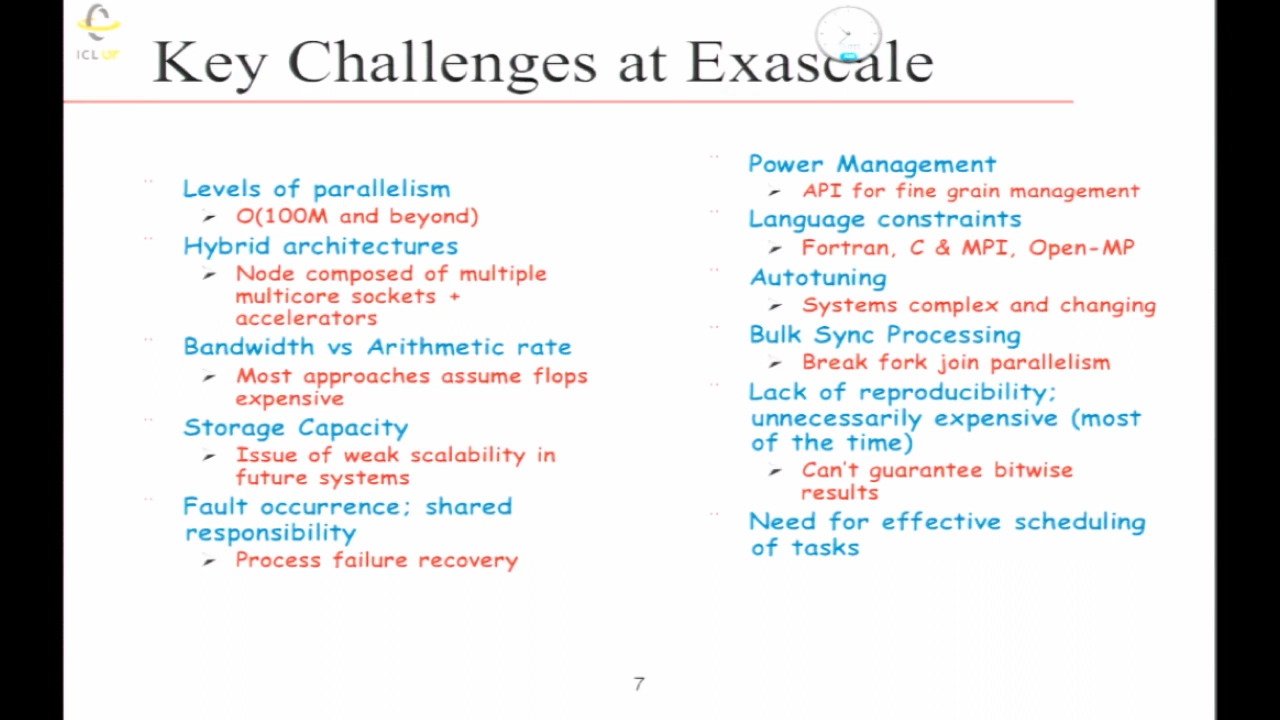 ICL UT
Key Challenges at Exascale
Levels of parallelism
O(100M and beyond)
Hybrid architectures
Node composed of multiple
multicore sockets +
accelerators
Bandwidth vs Arithmetic rate
Most approaches assume flops
expensive
Storage Capacity
Issue of weak scalability in
future systems
Fault occurrence; shared
responsibility
Process failure recovery
Power Management
API for fine grain management
Language constraints
Fortran, C & MPI, Open-MP
Autotuning
Systems complex and changing
Bulk Sync Processing
Break fork join parallelism
Lack of reproducibility;
unnecessarily expensive (most
of the time)
Can't guarantee bitwise
results
Need for effective scheduling
of tasks
7